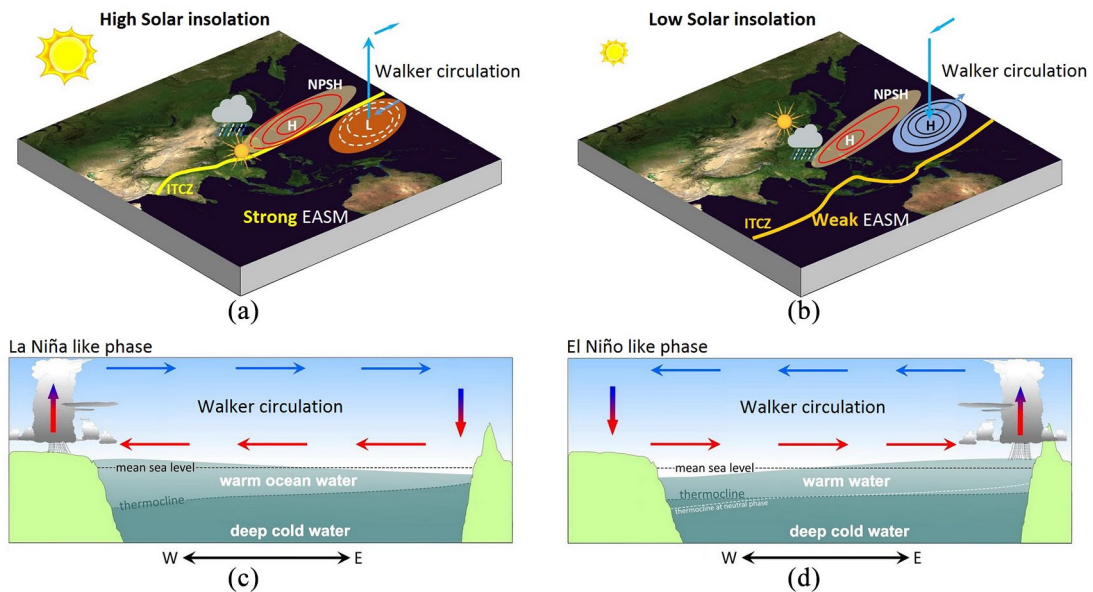 High Solar insolation
Walker circulation
NPSH
H
L
ITCZ
Strong EASM
(a)
Low Solar insolation
Walker circulation
NPSH
H
H
ITCZ
Weak EASM
(b)
La Niña like phase
Walker circulation
mean sea level
warm ocean water
thermocline
deep cold water
W E
(c)
El Niño like phase
Walker circulation
mean sea level
warm water
thermocline
thermocline at neutral phase
deep cold water
W E
(d)